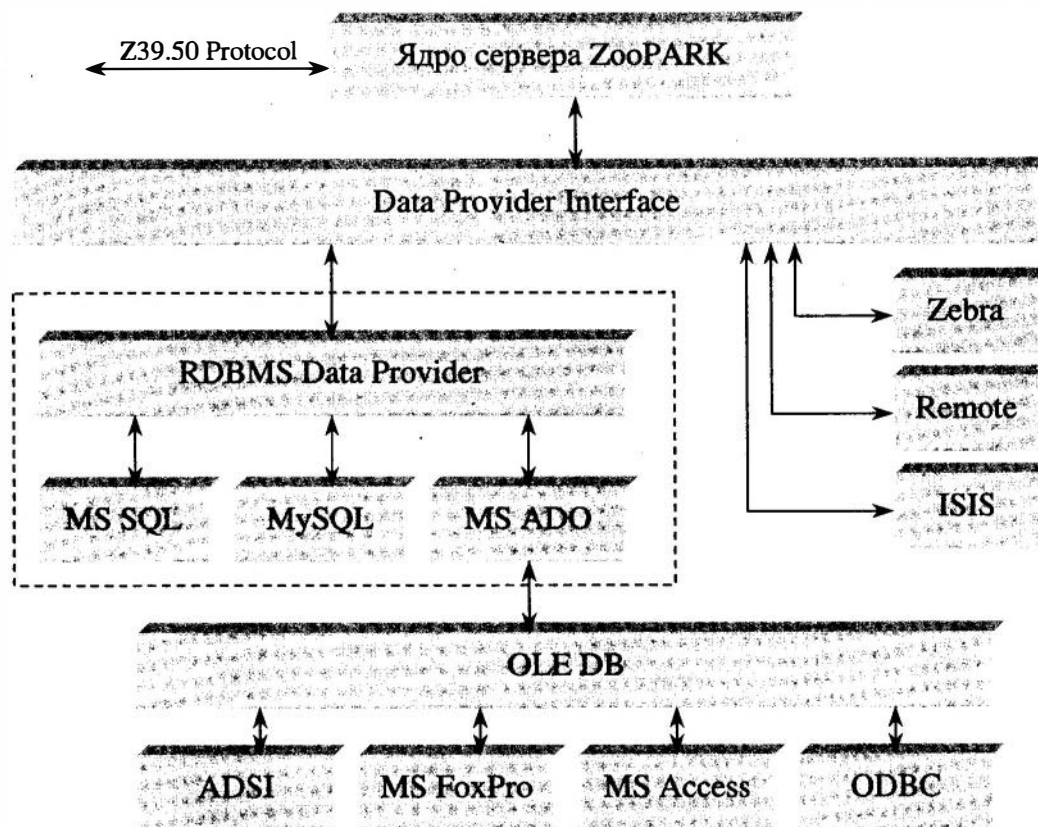 Z39.50 Protocol
Ядро сервера ZooPARK
Data Provider Interface
Zebra
RDBMS Data Provider
Remote
MS SQL
MySQL
MS ADO
ISIS
OLE DB
ADSI
MS FoxPro
MS Access
ODBC